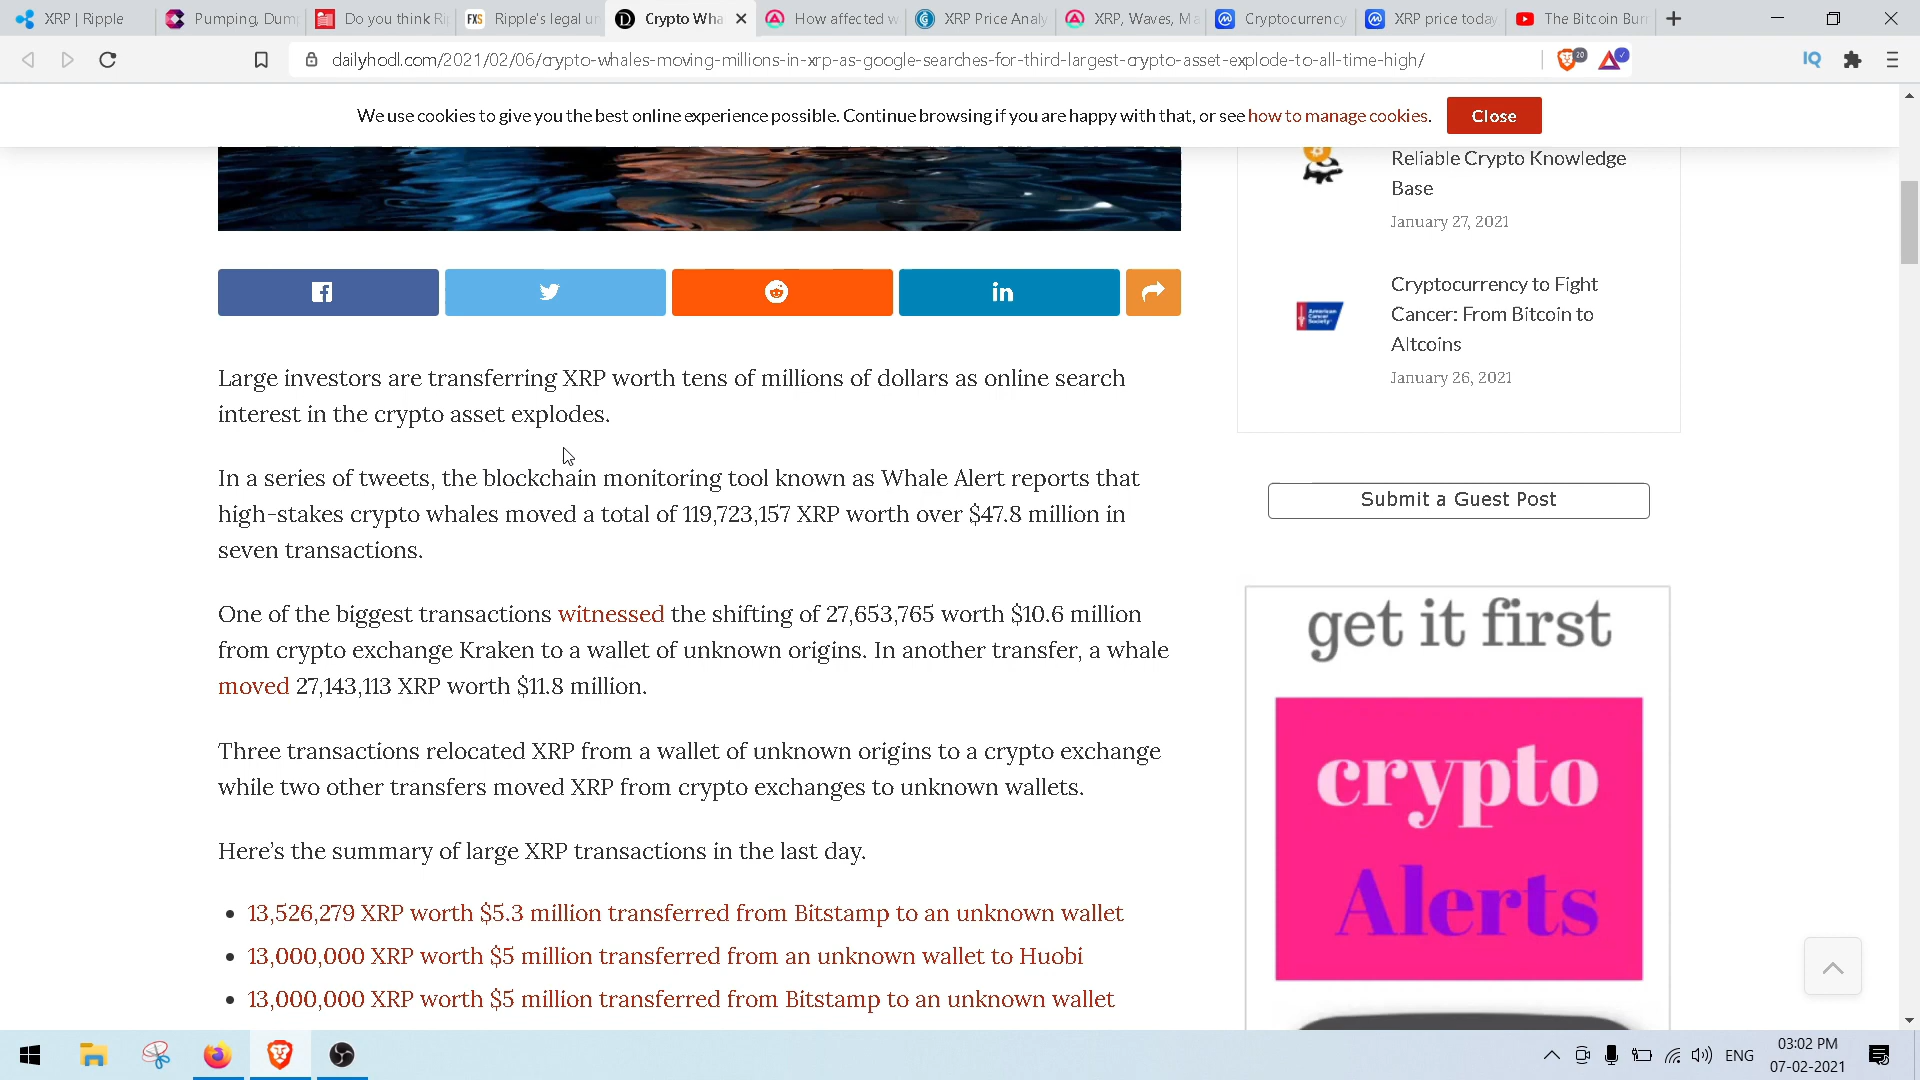 XRP | Ripple
Pumping, Dump
Do you think Ri
Ripple's legal un
Crypto Wha
How affected w
XRP Price Analy
XRP, Waves, Ma
Cryptocurrency
XRP price today
The Bitcoin Burn
dailyhodl.com/2021/02/06/crypto-whales-moving-millions-in-xrp-as-google-searches-for-third-largest-crypto-asset-explode-to-all-time-high/
20
IQ
We use cookies to give you the best online experience possible. Continue browsing if you are happy with that, or see how to manage cookies.
Close
Reliable Crypto Knowledge
Base
January 27, 2021
Cryptocurrency to Fight
Cancer: From Bitcoin to
Altcoins
January 26, 2021
American
Cancer
Society
Large investors are transferring XRP worth tens of millions of dollars as online search
interest in the crypto asset explodes.
In a series of tweets, the blockchain monitoring tool known as Whale Alert reports that
high-stakes crypto whales moved a total of 119,723,157 XRP worth over $47.8 million in
seven transactions.
One of the biggest transactions witnessed the shifting of 27,653,765 worth $10.6 million
from crypto exchange Kraken to a wallet of unknown origins. In another transfer, a whale
moved 27,143,113 XRP worth $11.8 million.
Three transactions relocated XRP from a wallet of unknown origins to a crypto exchange
while two other transfers moved XRP from crypto exchanges to unknown wallets.
Here's the summary of large XRP transactions in the last day.
13,526,279 XRP worth $5.3 million transferred from Bitstamp to an unknown wallet
13,000,000 XRP worth $5 million transferred from an unknown wallet to Huobi
13,000,000 XRP worth $5 million transferred from Bitstamp to an unknown wallet
Submit a Guest Post
get it first
crypto
Alerts
ENG
03:02 PM
07-02-2021